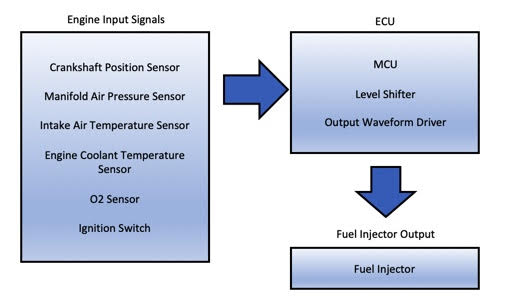 Engine Input Signals
Crankshaft Position Sensor
Manifold Air Pressure Sensor
Intake Air Temperature Sensor
Engine Coolant Temperature
Sensor
O2 Sensor
Ignition Switch
ECU
MCU
Level Shifter
Output Waveform Driver
Fuel Injector Output
Fuel Injector